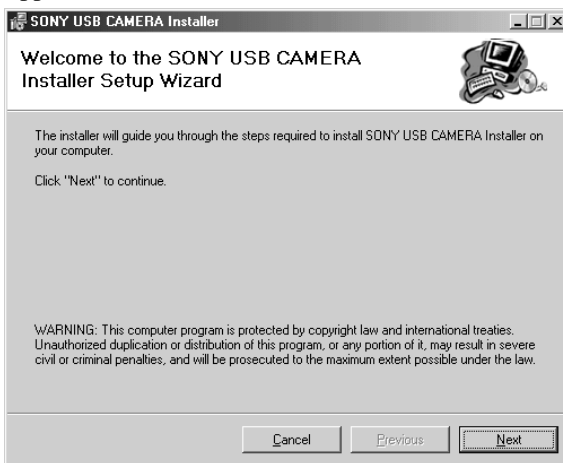 SONY USB CAMERA Installer
Welcome to the SONY USB CAMERA
Installer Setup Wizard
The installer will guide you through the steps required to install SONY USB CAMERA Installer on
your computer.
Click "Next" to continue.
WARNING: This computer program is protected by copyright law and international treaties.
Unauthorized duplication or distribution of this program, or any portion of it, may result in severe
civil or criminal penalties, and will be prosecuted to the maximum extent possible under the law.
Cancel Previous Next